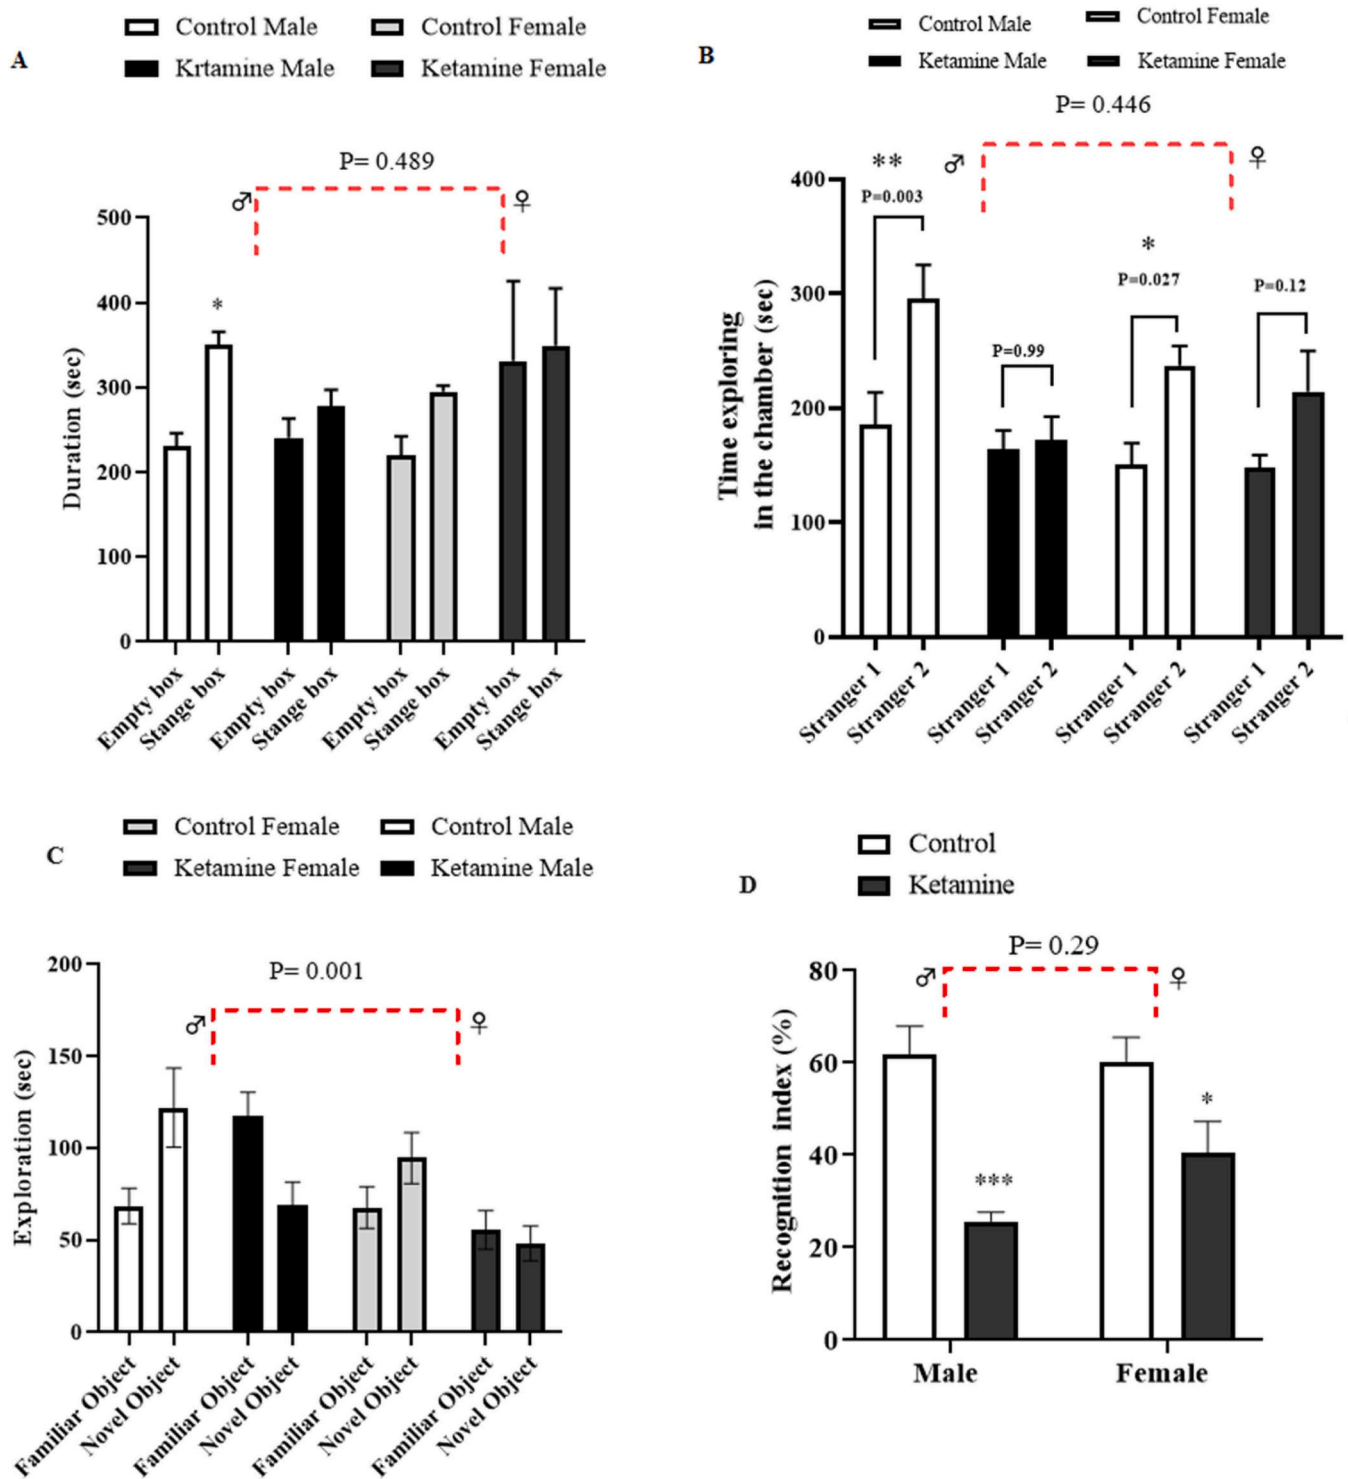 A
Control Male
Control Female
Krtamine Male
Ketamine Female
P= 0.489
♂
♀
*
500
400
300
200
100
0
Duration (sec)
Empty box
Stange box
Empty box
Stange box
Empty box
Stange box
Empty box
Stange box
B
Control Male
Control Female
Ketamine Male
Ketamine Female
P= 0.446
♂
♀
**
P=0.003
P=0.99
*
P=0.027
P=0.12
400
300
200
100
0
Time exploring
in the chamber (sec)
Stranger 1
Stranger 2
Stranger 1
Stranger 2
Stranger 1
Stranger 2
Stranger 1
Stranger 2
C
Control Female
Control Male
Ketamine Female
Ketamine Male
P= 0.001
♂
♀
200
150
100
50
0
Exploration (sec)
Familiar Object
Novel Object
Familiar Object
Novel Object
Familiar Object
Novel Object
Familiar Object
Novel Object
D
Control
Ketamine
P= 0.29
♂
♀
***
*
80
60
40
20
0
Recognition index (%)
Male
Female